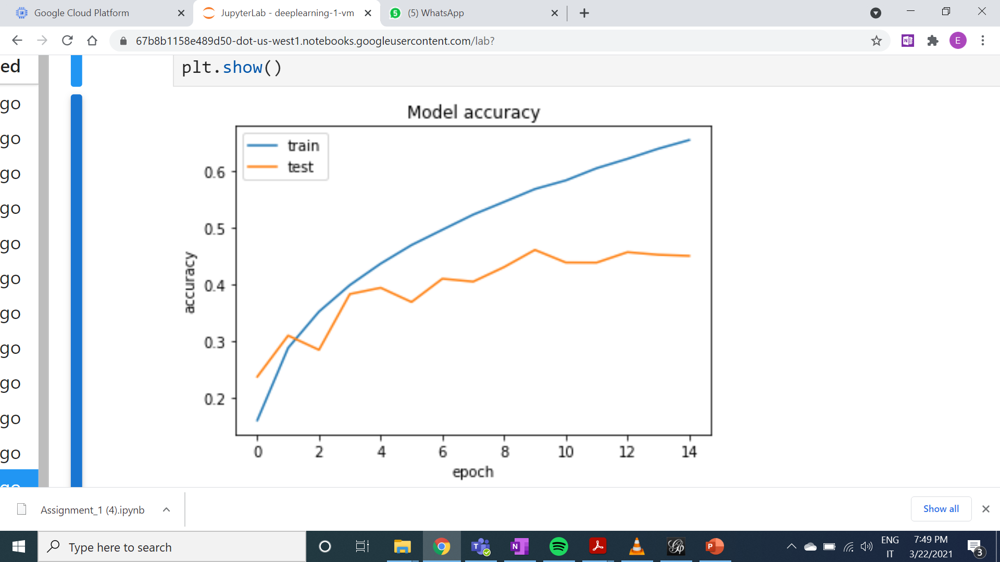 Google Cloud Platform
JupyterLab - deeplearning-1-vm
5
(5) WhatsApp
67b8b1158e489d50-dot-us-west1.notebooks.googleusercontent.com/lab?
N
E
ed
plt.show()
go
go
go
go
go
go
go
go
go
go
go
go
Model accuracy
train
test
0.6
0.5
0.4
0.3
0.2
accuracy
0
2
4
6
8
10
12
14
epoch
Assignment_1 (4).ipynb
Show all
Type here to search
T
N
P
ENG
IT
7:49 PM
3/22/2021
3